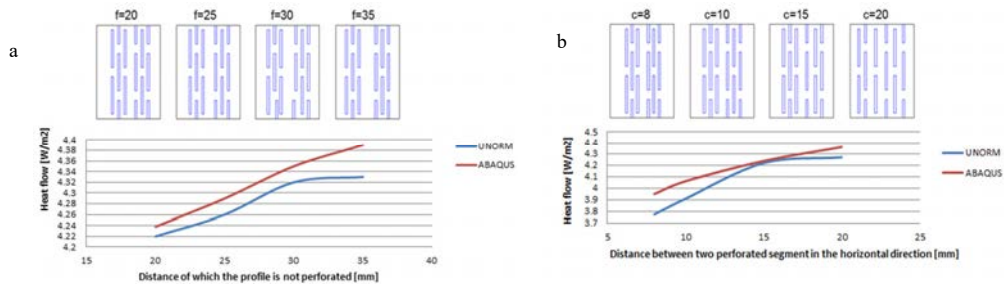 a
f=20 f=25 f=30 f=35
Heat flow [W/m2]
4.4
4.38
4.36
4.34
4.32
4.3
4.28
4.26
4.24
4.22
4.2
15 20 25 30 35 40
Distance of which the profile is not perforated [mm]
UNORM
ABAQUS
b
c=8 c=10 c=15 c=20
Heat flow [W/m2]
4.5
4.4
4.3
4.2
4.1
4
3.9
3.8
3.7
5 10 15 20 25
Distance between two perforated segment in the horizontal direction [mm]
UNORM
ABAQUS